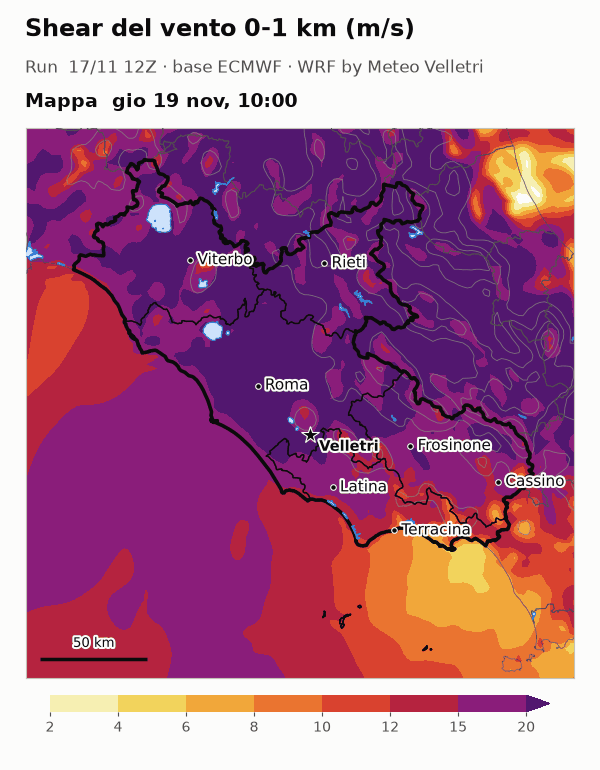 Shear del vento 0-1 km (m/s)
Run  17/11 12Z · base ECMWF · WRF by Meteo Velletri
Mappa  gio 19 nov, 10:00
Viterbo
Rieti
Roma
Velletri
Frosinone
Latina
Cassino
Terracina
50 km
2 4 6 8 10 12 15 20